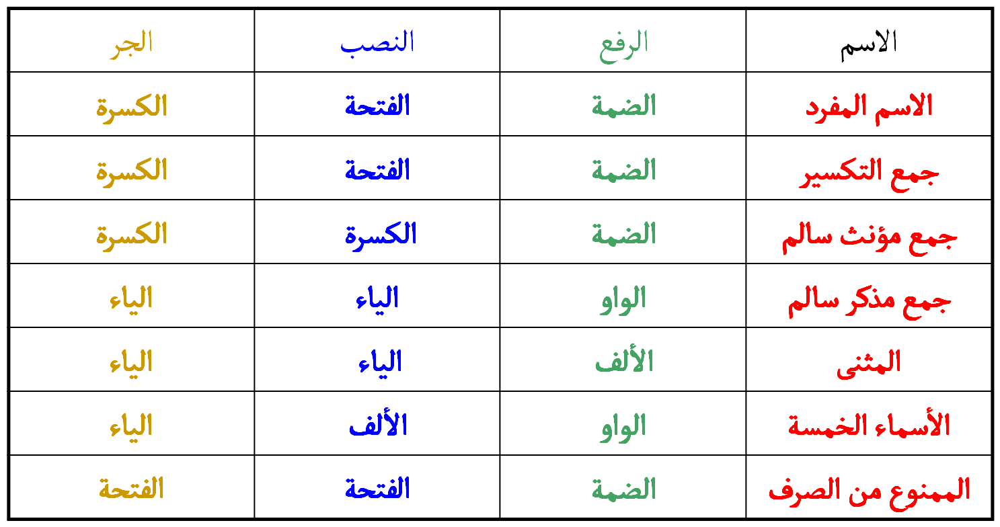 الاسم الرفع النصب الجر
الاسم المفرد الضمة الفتحة الكسرة
جمع التكسير الضمة الفتحة الكسرة
جمع مؤنث سالم الضمة الكسرة الكسرة
جمع مذكر سالم الواو الياء الياء
المثنى الألف الياء الياء
الأسماء الخمسة الواو الألف الياء
الممنوع من الصرف الضمة الفتحة الفتحة